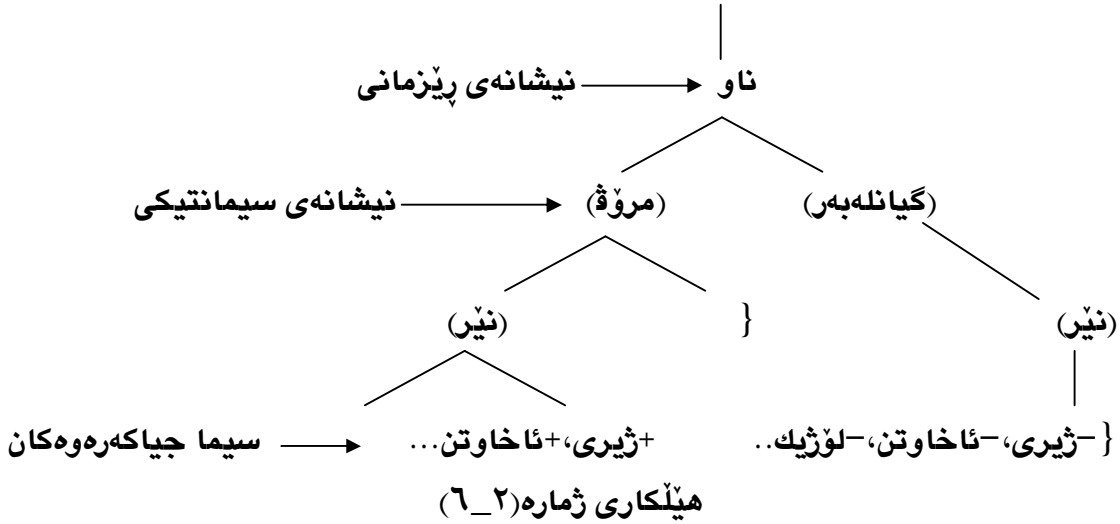 ناو ← نیشانەی ڕێزمانی
(گیانلەبەر) (مرۆڤ) ← نیشانەی سیمانتیکی
(نێر) { (نێر)
{-ژیری،-ئاخاوتن،-لۆژیك.. +ژیری،+ئاخاوتن... ← سیما جیاکەرەوەکان
هێڵکاری ژمارە(٢_٦)